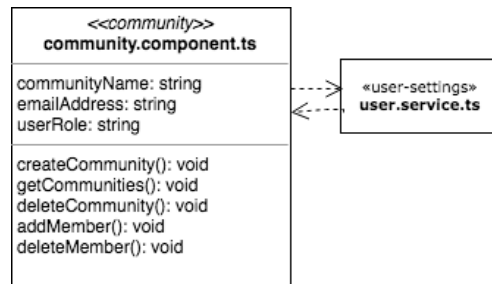 <<community>>
community.component.ts
communityName: string
emailAddress: string
userRole: string
createCommunity(): void
getCommunities(): void
deleteCommunity(): void
addMember(): void
deleteMember(): void
«user-settings»
user.service.ts